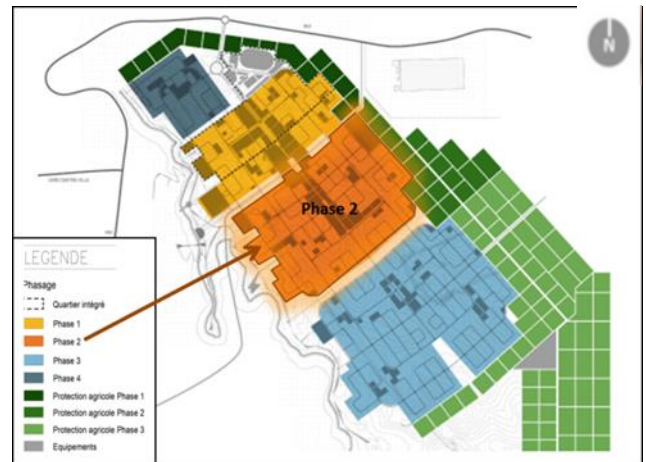 N
Phase 2
LEGENDE
Phasage
Quartier intégré
Phase 1
Phase 2
Phase 3
Phase 4
Protection agricole Phase 1
Protection agricole Phase 2
Protection agricole Phase 3
Equipements